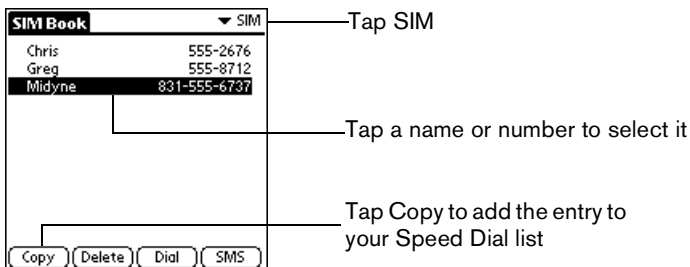 SIM Book ▼ SIM
Tap SIM
Chris 555-2676
Greg 555-8712
Midyne 831-555-6737
Tap a name or number to select it
Tap Copy to add the entry to
your Speed Dial list
Copy Delete Dial SMS